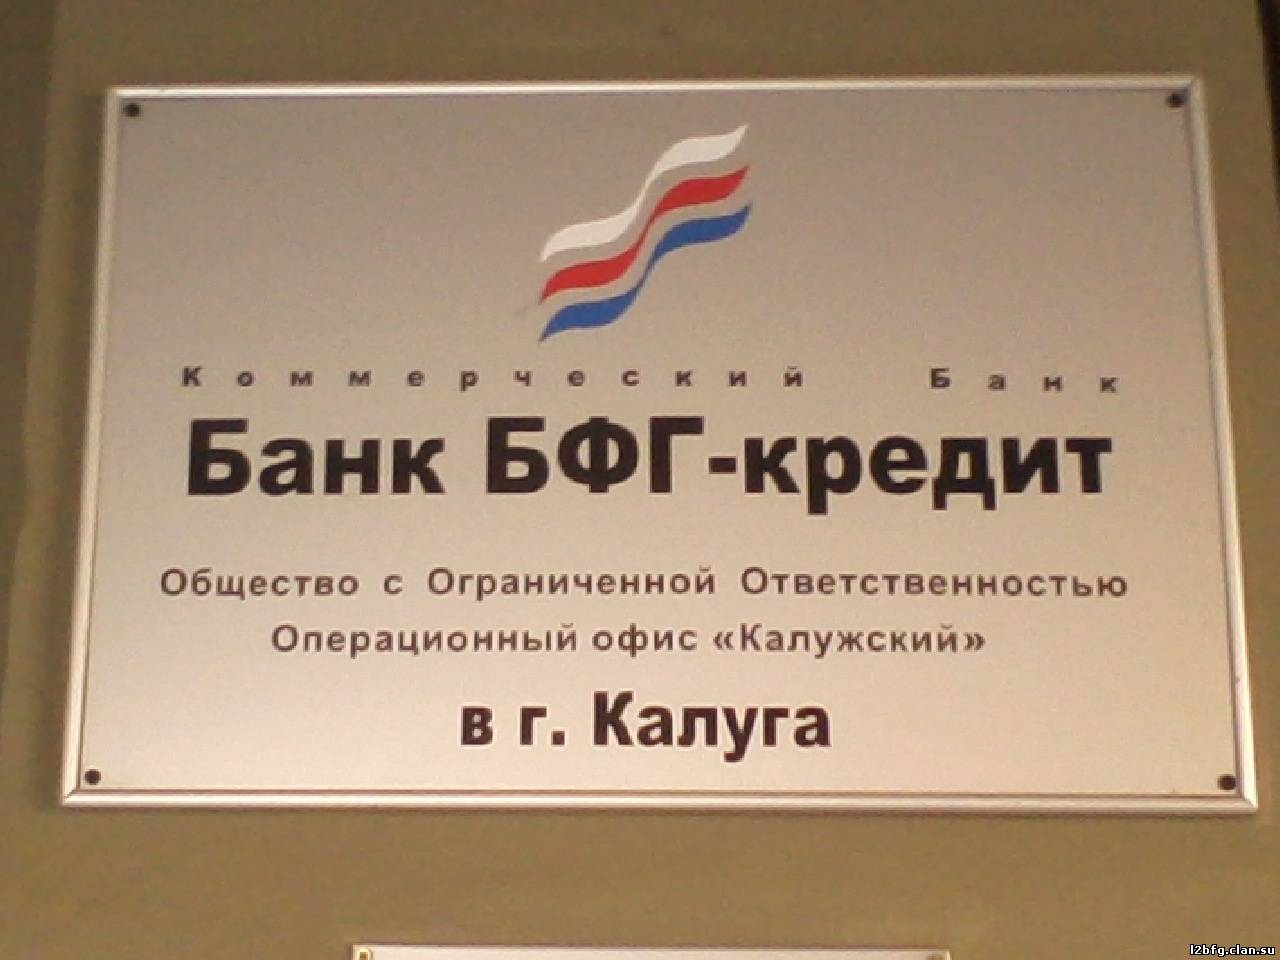 Коммерческий Банк
Банк БФГ-кредит
Общество с Ограниченной Ответственностью
Операционный офис «Калужский»
в г. Калуга
l2bfg.clan.su